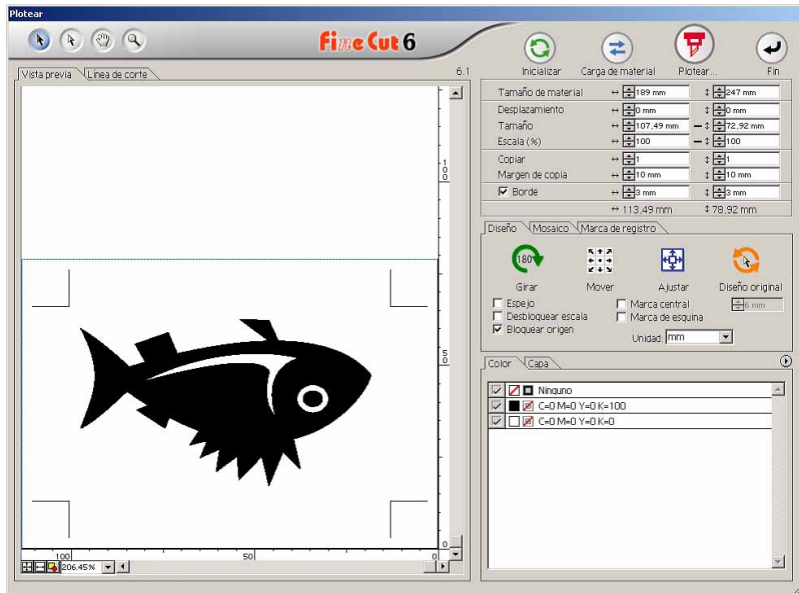 Plotear
Fine Cut 6
Inicializar Carga de material Plotear... Fin
Vista previa Línea de corte 6.1
Tamaño de material 189 mm 247 mm
Desplazamiento 0 mm 0 mm
Tamaño 107,49 mm 72,92 mm
Escala (%) 100 100
Copiar 1 1
Margen de copia 10 mm 10 mm
Borde 3 mm 3 mm
113,49 mm 78,92 mm
Diseño Mosaico Marca de registro
180°
Girar Mover Ajustar Diseño original
Espejo Marca central 6 mm
Desbloquear escala Marca de esquina
Bloquear origen Unidad: mm
Color Capa
Ninguno
C=0 M=0 Y=0 K=100
C=0 M=0 Y=0 K=0
100
50
0
100 50 0
206.45%